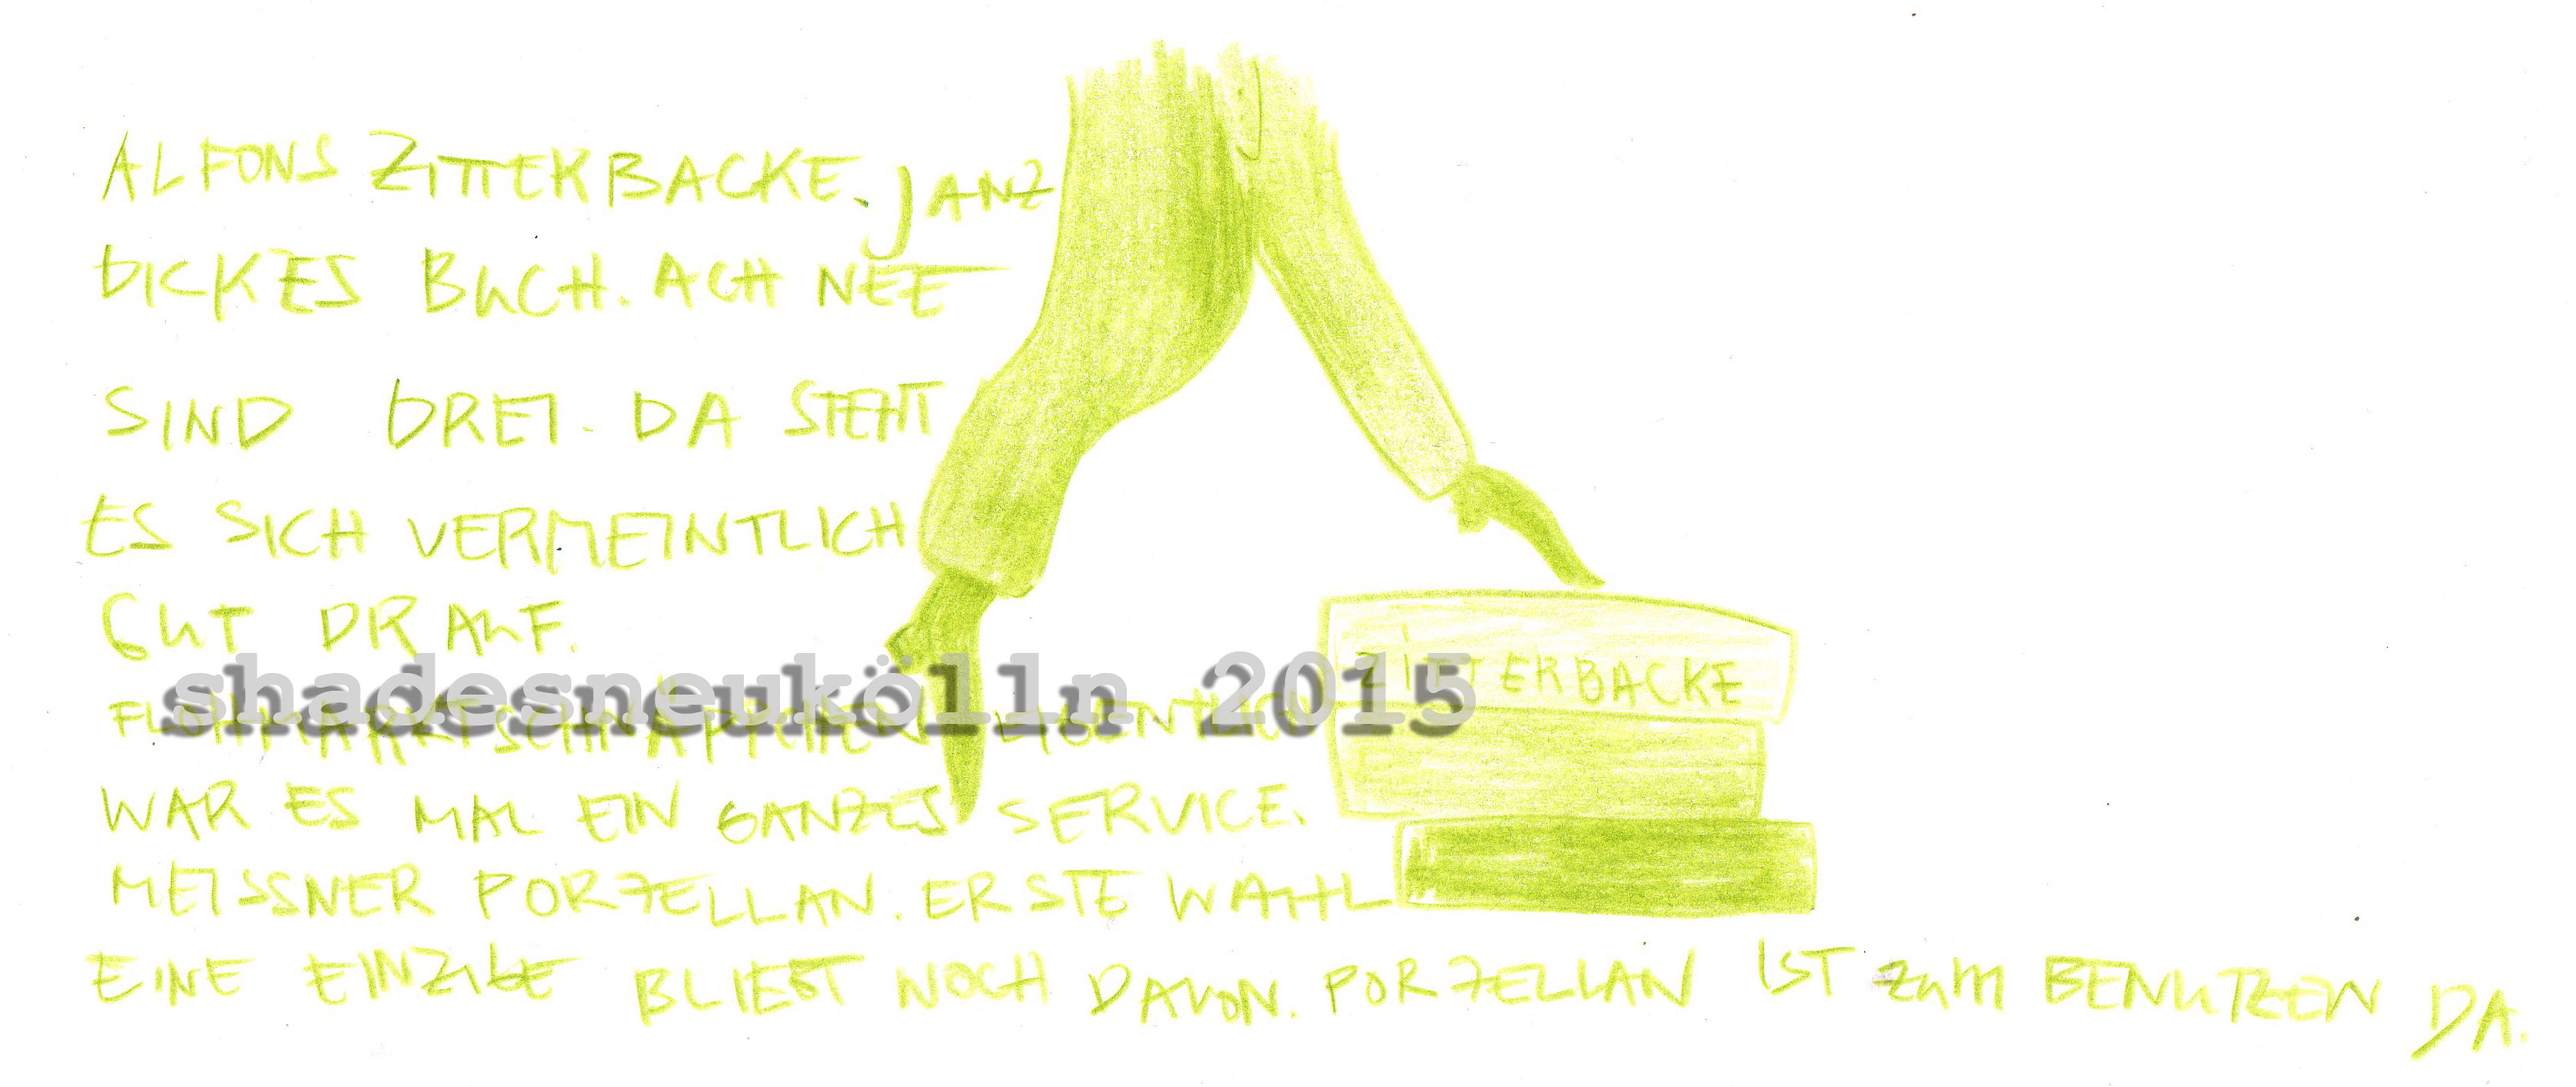 ALFONS ZITTERBACKE. JANZ
DICKES BUCH. ACH NEE
SIND DREI. DA STEHT
ES SICH VERMEINTLICH
GUT DRAUF.
shadesneukölln 2015
FLOHMARKTSCHNÄPPCHEN EIGENTLICH
WAR ES MAL EIN GANZES SERVICE.
MEISSNER PORZELLAN. ERSTE WAHL
EINE EINZIGE BLIEBT NOCH DAVON. PORZELLAN IST ZUM BENUTZEN DA.
ZITTERBACKE